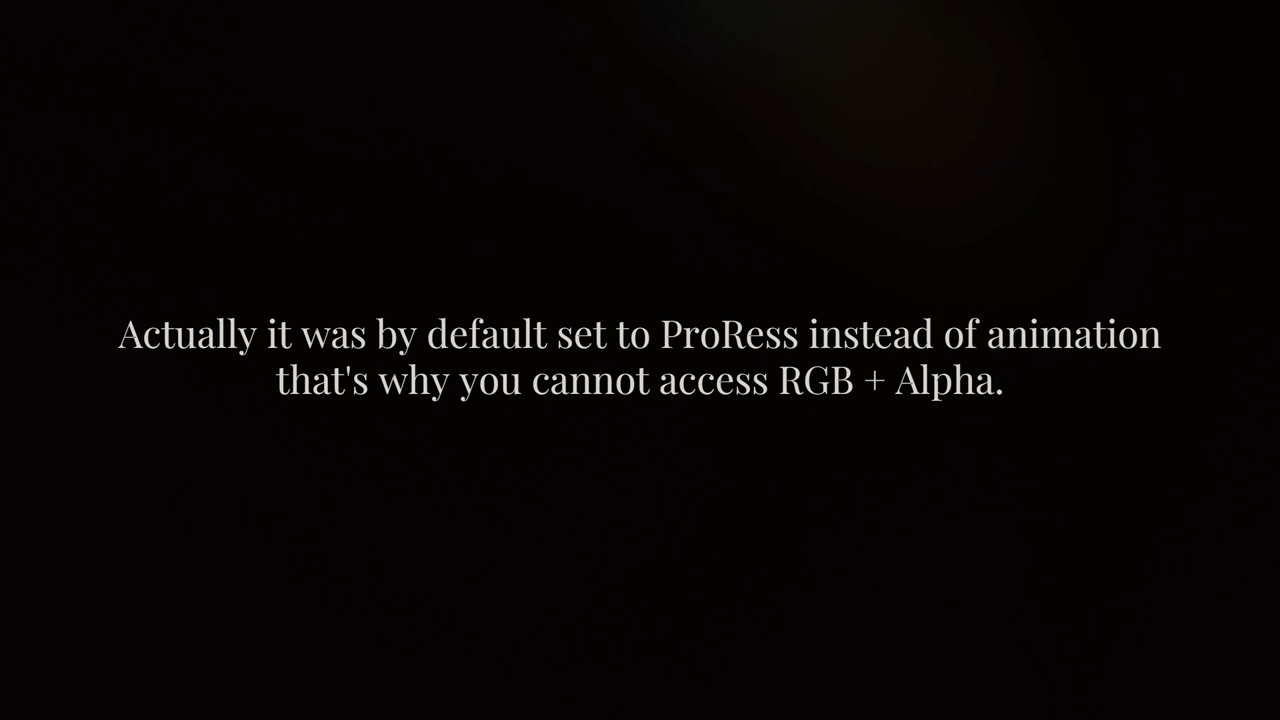 Actually it was by default set to ProRess instead of animation
that's why you cannot access RGB + Alpha.